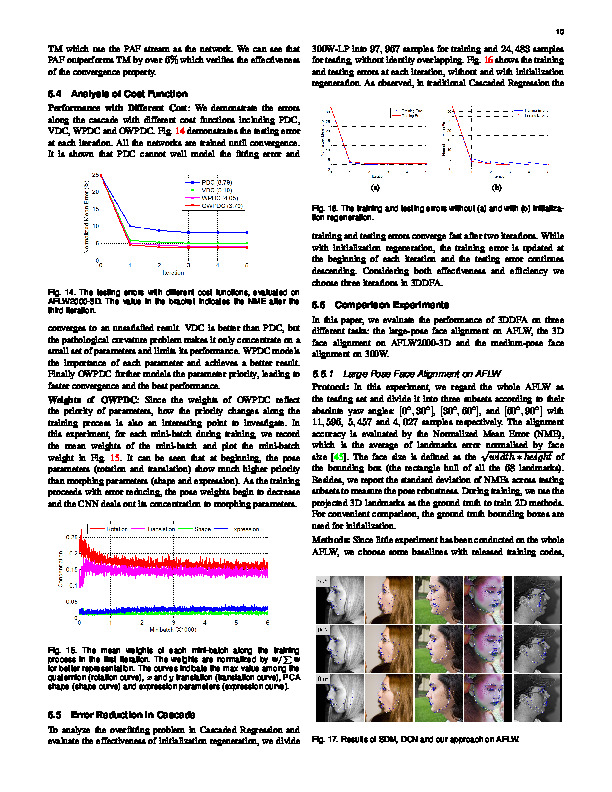 10
TM which use the PAF stream as the network. We can see that
PAF outperforms TM by over 6% which verifies the effectiveness
of the convergence property.
6.4 Analysis of Cost Function
Performance with Different Cost: We demonstrate the errors
along the cascade with different cost functions including PDC,
VDC, WPDC and OWPDC. Fig. 14 demonstrates the testing error
at each iteration. All the networks are trained until convergence.
It is shown that PDC cannot well model the fitting error and
25
20
15
10
5
0
0 1 2 3 4 5
Normalized Mean Error (%)
Iteration
Fig. 14. The testing errors with different cost functions, evaluated on
AFLW2000-3D. The value in the bracket indicates the NME after the
third iteration.
converges to an unsatisfied result. VDC is better than PDC, but
the pathological curvature problem makes it only concentrate on a
small set of parameters and limits its performance. WPDC models
the importance of each parameter and achieves a better result.
Finally OWPDC further models the parameter priority, leading to
faster convergence and the best performance.
Weights of OWPDC: Since the weights of OWPDC reflect
the priority of parameters, how the priority changes along the
training process is also an interesting point to investigate. In
this experiment, for each mini-batch during training, we record
the mean weights of the mini-batch and plot the mini-batch
weight in Fig. 15. It can be seen that at beginning, the pose
parameters (rotation and translation) show much higher priority
than morphing parameters (shape and expression). As the training
proceeds with error reducing, the pose weights begin to decrease
and the CNN deals out its concentration to morphing parameters.
Rotation Translation Shape Expression
Mini-batch (X1000)
Fig. 15. The mean weights of each mini-batch along the training
process in the first iteration. The weights are normalized by w/∑w
for better representation. The curves indicate the max value among the
quaternion (rotation curve), x and y translation (translation curve), PCA
shape (shape curve) and expression parameters (expression curve).
6.5 Error Reduction in Cascade
To analyze the overfitting problem in Cascaded Regression and
evaluate the effectiveness of initialization regeneration, we divide
300W-LP into 97,967 samples for training and 24,483 samples
for testing, without identity overlapping. Fig. 16 shows the training
and testing errors at each iteration, without and with initialization
regeneration. As observed, in traditional Cascaded Regression the
(a) (b)
Fig. 16. The training and testing errors without (a) and with (b) initializa-
tion regeneration.
training and testing errors converge fast after two iterations. While
with initialization regeneration, the training error is updated at
the beginning of each iteration and the testing error continues
descending. Considering both effectiveness and efficiency we
choose three iterations in 3DDFA.
6.6 Comparison Experiments
In this paper, we evaluate the performance of 3DDFA on three
different tasks: the large-pose face alignment on AFLW, the 3D
face alignment on AFLW2000-3D and the medium-pose face
alignment on 300W.
6.6.1 Large Pose Face Alignment on AFLW
Protocol: In this experiment, we regard the whole AFLW as
the testing set and divide it into three subsets according to their
absolute yaw angles: [0°, 30°], [30°, 60°], and [60°, 90°] with
11,596, 5,457 and 4,027 samples respectively. The alignment
accuracy is evaluated by the Normalized Mean Error (NME),
which is the average of landmarks error normalised by face
size [45]. The face size is defined as the √width * height of
the bounding box (the rectangle hull of all the 68 landmarks).
Besides, we report the standard deviation of NMEs across testing
subsets to measure the pose robustness. During training, we use the
projected 3D landmarks as the ground truth to train 2D methods.
For convenient comparison, the ground truth bounding boxes are
used for initialization.
Methods: Since little experiment has been conducted on the whole
AFLW, we choose some baselines with released training codes,
Fig. 17. Results of SDM, DCN and our approach on AFLW.